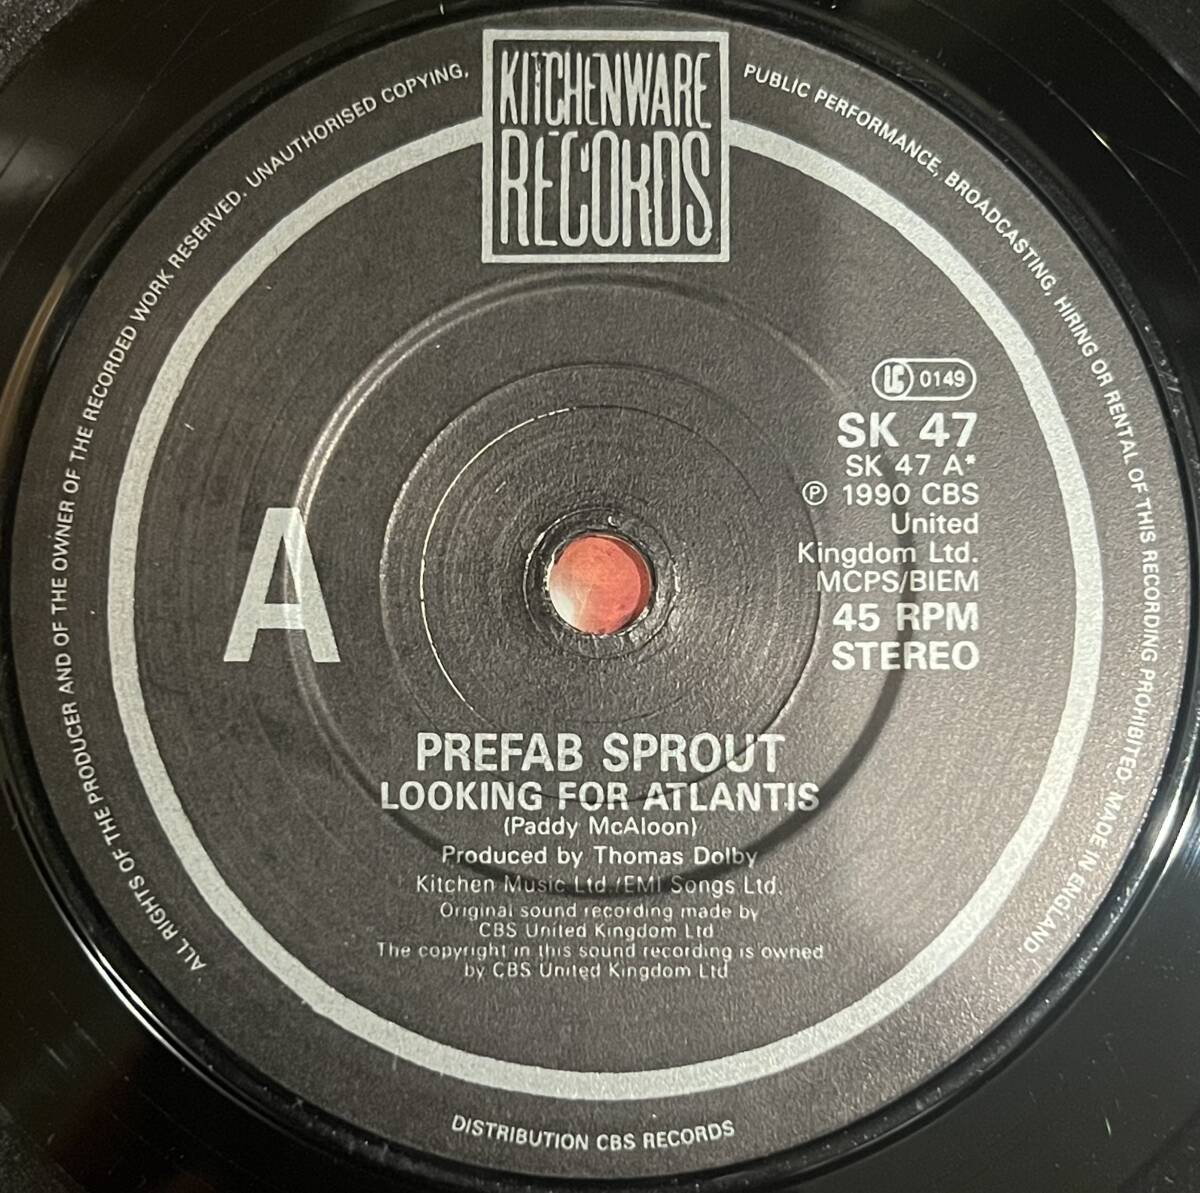 KITCHENWARE
RECORDS
ALL RIGHTS OF THE PRODUCER AND OF THE OWNER OF THE RECORDED WORK RESERVED. UNAUTHORISED COPYING,
PUBLIC PERFORMANCE, BROADCASTING, HIRING OR RENTAL OF THIS RECORDING PROHIBITED. MADE IN ENGLAND.
LC 0149
SK 47
SK 47 A*
℗ 1990 CBS
United
Kingdom Ltd.
MCPS/BIEM
45 RPM
STEREO
A
PREFAB SPROUT
LOOKING FOR ATLANTIS
(Paddy McAloon)
Produced by Thomas Dolby
Kitchen Music Ltd./EMI Songs Ltd.
Original sound recording made by
CBS United Kingdom Ltd
The copyright in this sound recording is owned
by CBS United Kingdom Ltd
DISTRIBUTION CBS RECORDS